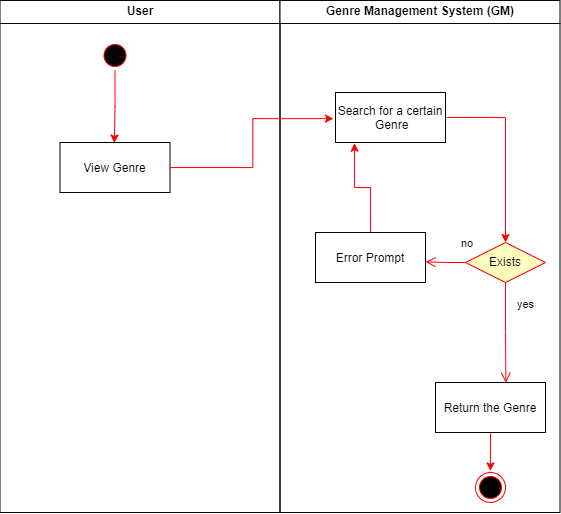 User
Genre Management System (GM)
Search for a certain
Genre
View Genre
no
Error Prompt
Exists
yes
Return the Genre